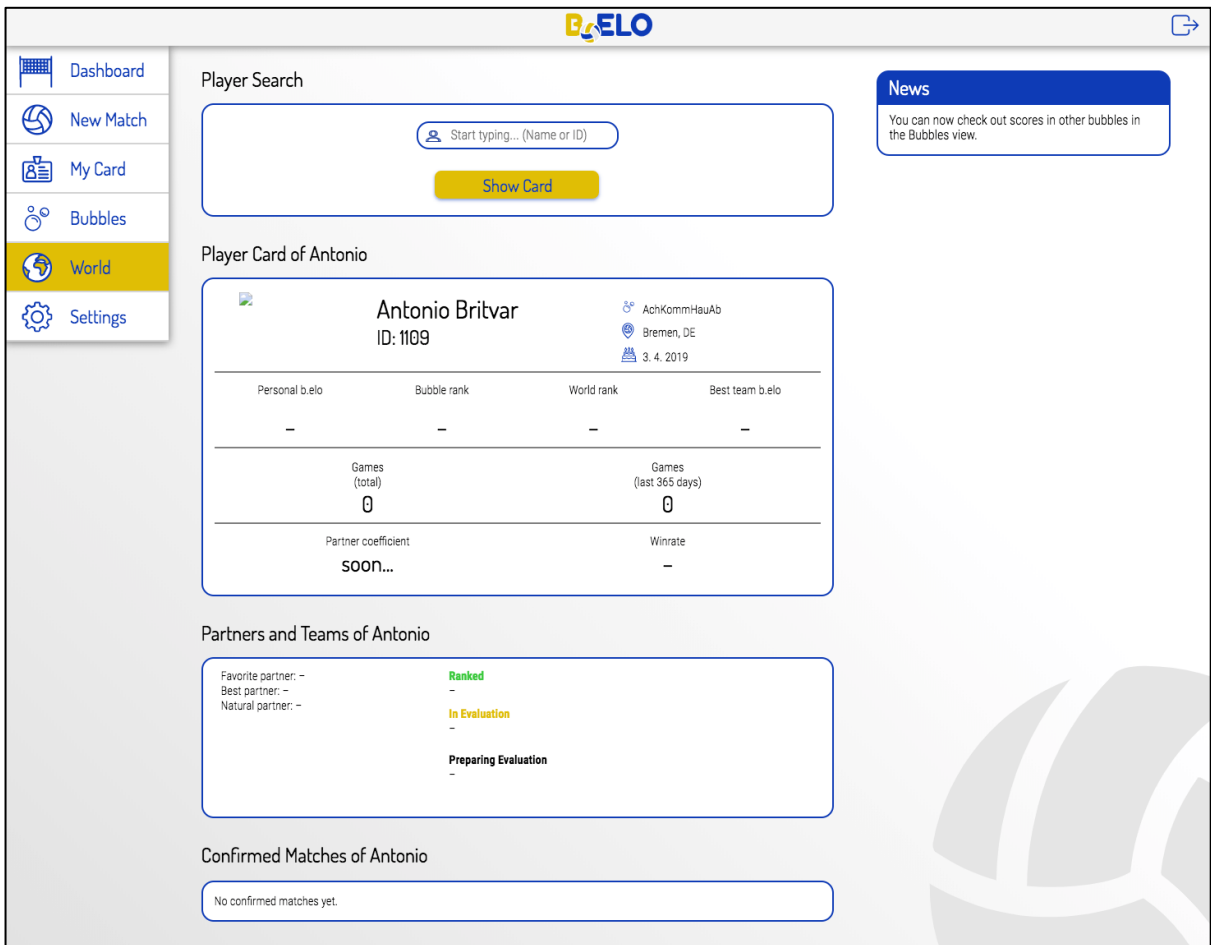 B.ELO
Dashboard
New Match
My Card
Bubbles
World
Settings
Player Search
Start typing... (Name or ID)
Show Card
Player Card of Antonio
Antonio Britvar
ID: 1109
AchKommHauAb
Bremen, DE
3. 4. 2019
Personal b.elo
Bubble rank
World rank
Best team b.elo
–
–
–
–
Games
(total)
0
Games
(last 365 days)
0
Partner coefficient
soon...
Winrate
–
Partners and Teams of Antonio
Favorite partner: –
Best partner: –
Natural partner: –
Ranked
–
In Evaluation
–
Preparing Evaluation
–
Confirmed Matches of Antonio
No confirmed matches yet.
News
You can now check out scores in other bubbles in
the Bubbles view.